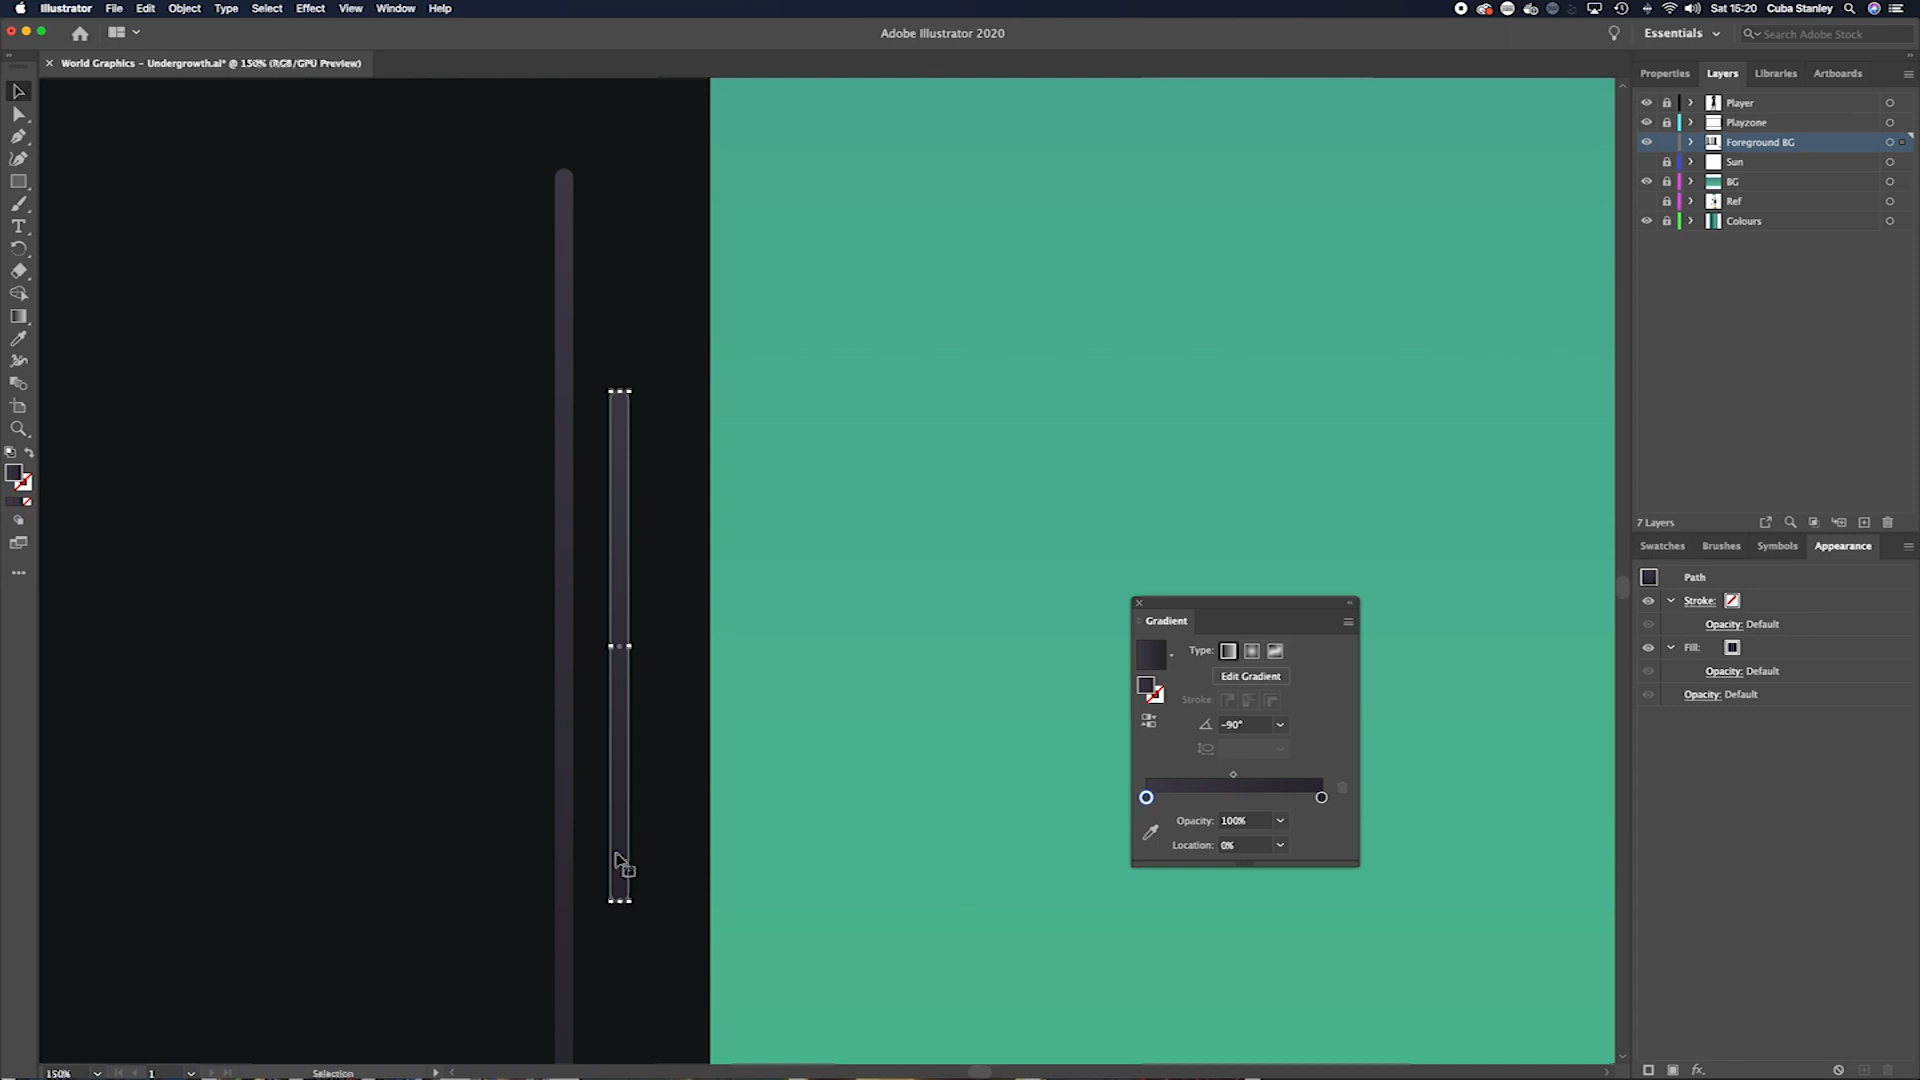 Illustrator File Edit Object Type Select Effect View Window Help
Sat 15:20 Cuba Stanley
Adobe Illustrator 2020
Essentials
Search Adobe Stock
World Graphics – Undergrowth.ai* @ 150% (RGB/GPU Preview)
Properties Layers Libraries Artboards
Player
Playzone
Foreground BG
Sun
BG
Ref
Colours
7 Layers
Swatches Brushes Symbols Appearance
Path
Stroke:
Opacity: Default
Fill:
Opacity: Default
Opacity: Default
Gradient
Type:
Edit Gradient
Stroke:
-90°
Opacity: 100%
Location: 0%
150%
1
Selection
fx.